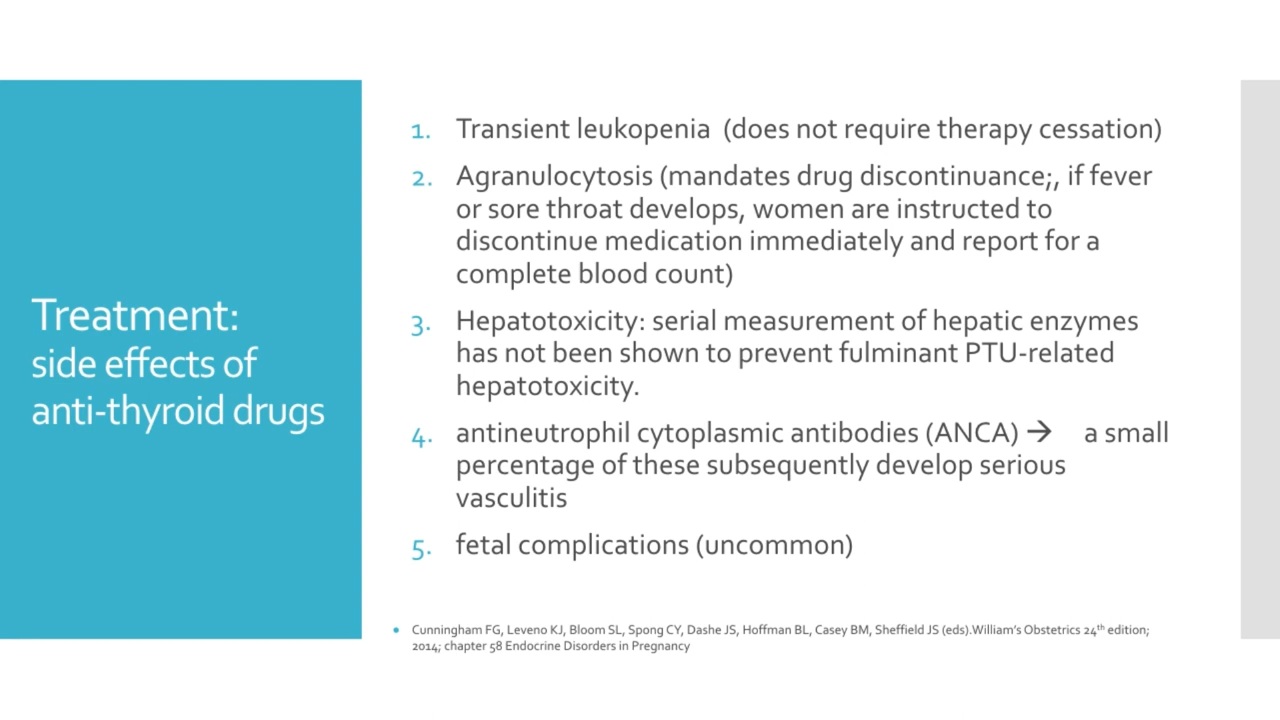 Treatment:
side effects of
anti-thyroid drugs
1. Transient leukopenia (does not require therapy cessation)
2. Agranulocytosis (mandates drug discontinuance;, if fever
or sore throat develops, women are instructed to
discontinue medication immediately and report for a
complete blood count)
3. Hepatotoxicity: serial measurement of hepatic enzymes
has not been shown to prevent fulminant PTU-related
hepatotoxicity.
4. antineutrophil cytoplasmic antibodies (ANCA) → a small
percentage of these subsequently develop serious
vasculitis
5. fetal complications (uncommon)
• Cunningham FG, Leveno KJ, Bloom SL, Spong CY, Dashe JS, Hoffman BL, Casey BM, Sheffield JS (eds).William's Obstetrics 24th edition;
2014; chapter 58 Endocrine Disorders in Pregnancy